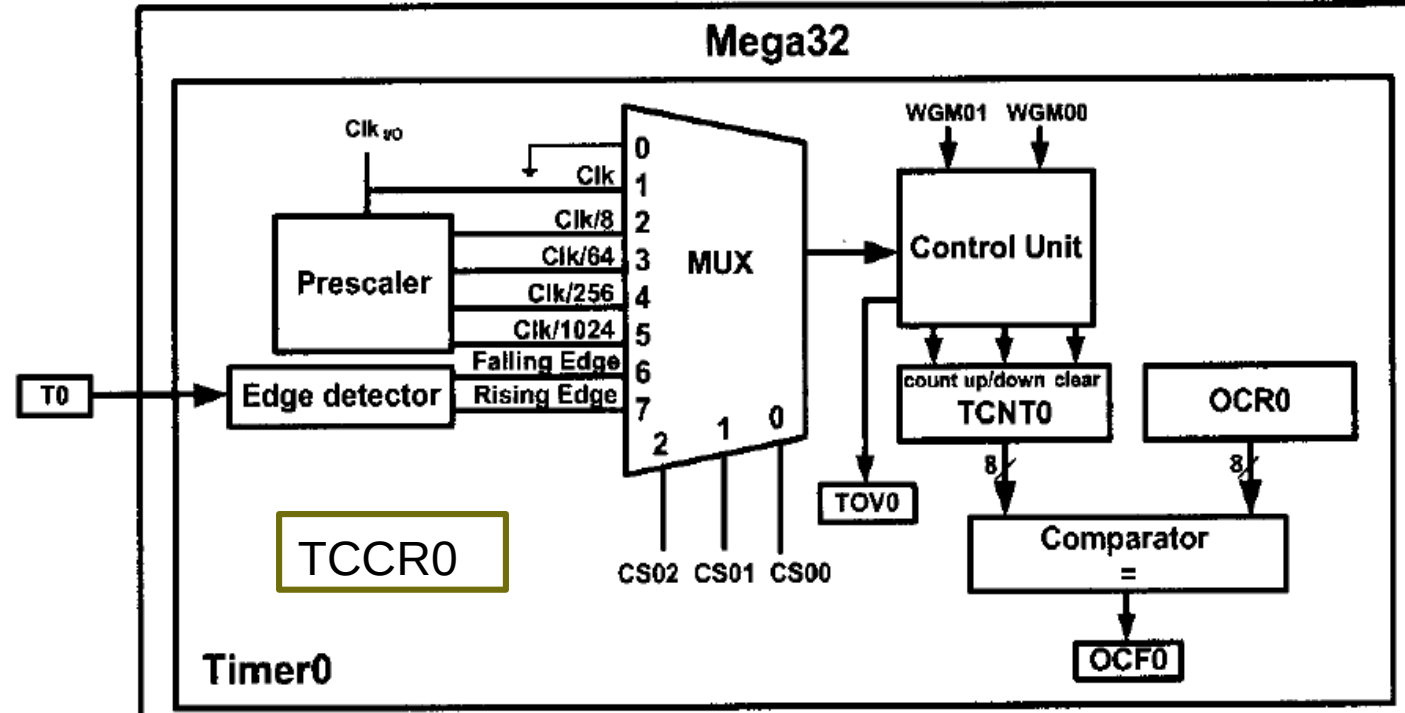 Mega32
WGM01 WGM00
Clk I/O
0
Clk 1
Clk/8 2
Clk/64 3
Clk/256 4
Clk/1024 5
Falling Edge 6
Rising Edge 7
Prescaler
MUX
Control Unit
T0
Edge detector
2 1 0
count up/down clear
TCNT0
OCR0
8
8
TOV0
CS02 CS01 CS00
TCCR0
Comparator
=
OCF0
Timer0